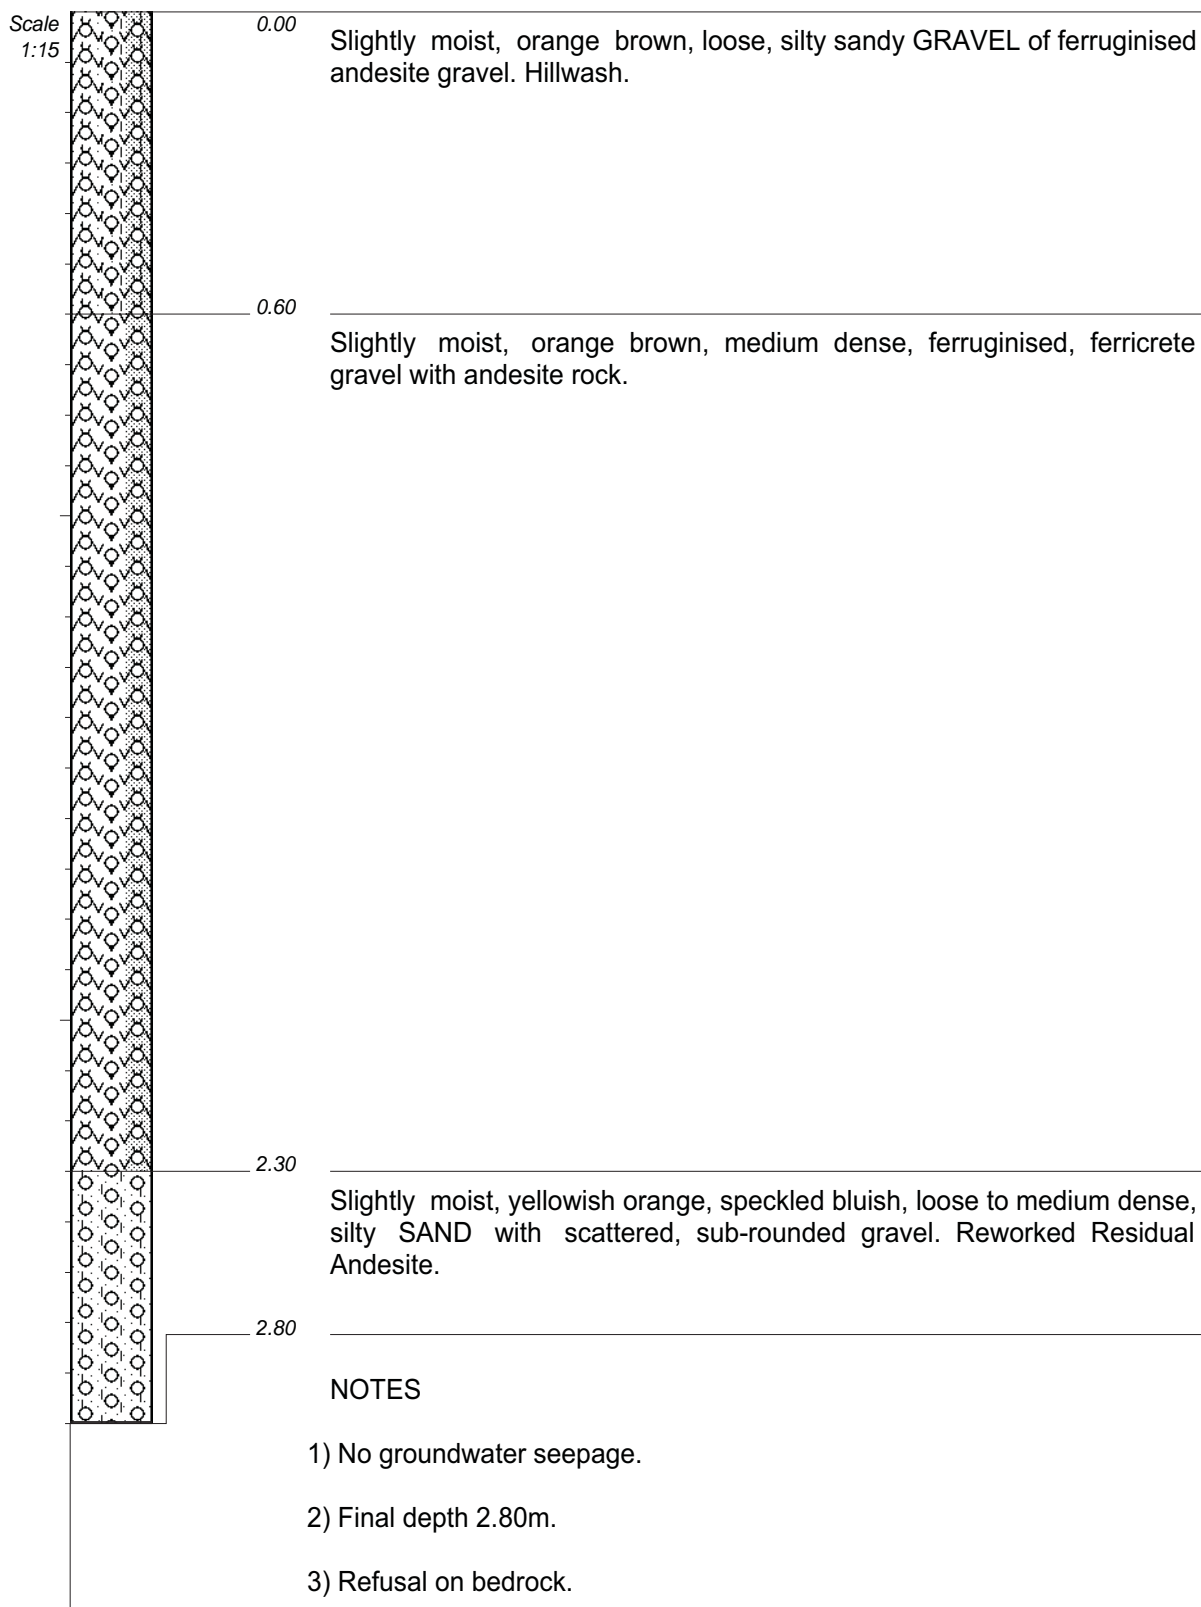 Scale
1:15
0.00
Slightly moist, orange brown, loose, silty sandy GRAVEL of ferruginised
andesite gravel. Hillwash.
0.60
Slightly moist, orange brown, medium dense, ferruginised, ferricrete
gravel with andesite rock.
2.30
Slightly moist, yellowish orange, speckled bluish, loose to medium dense,
silty SAND with scattered, sub-rounded gravel. Reworked Residual
Andesite.
2.80
NOTES
1) No groundwater seepage.
2) Final depth 2.80m.
3) Refusal on bedrock.